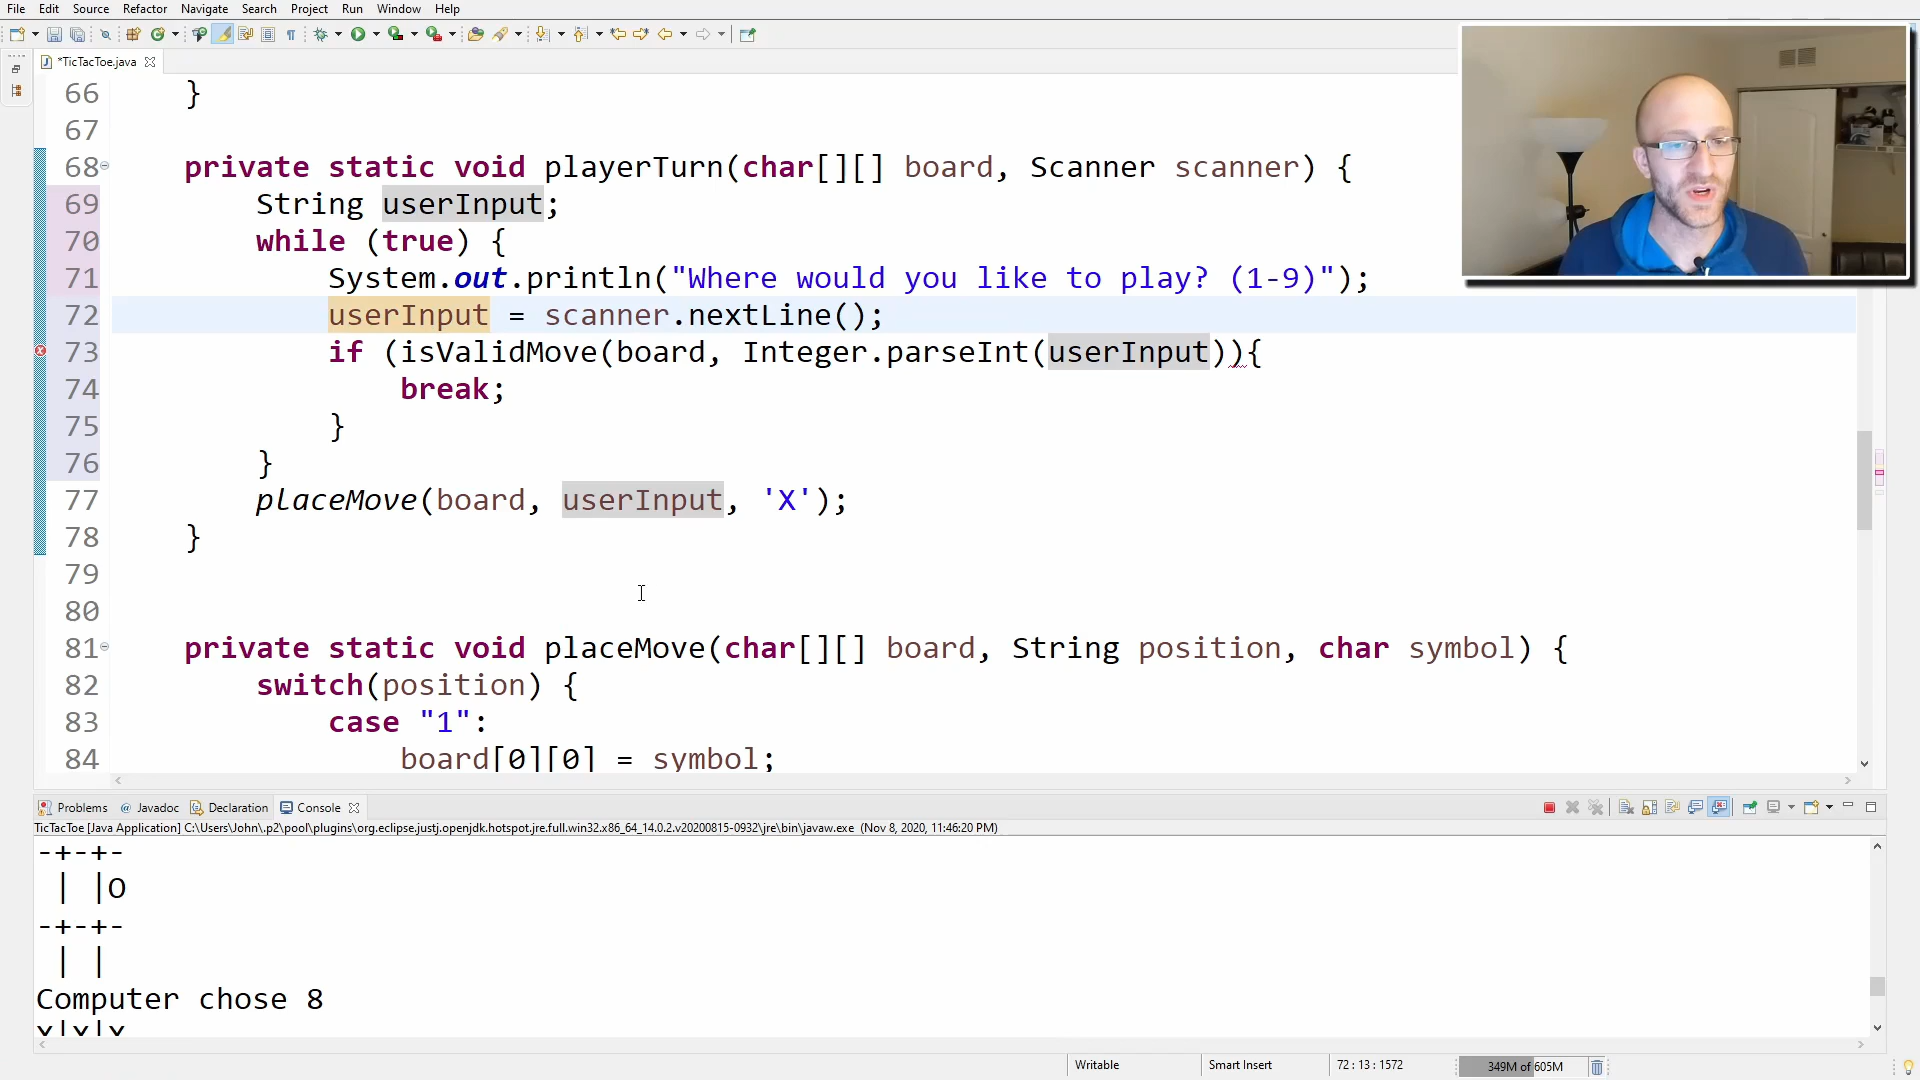 File Edit Source Refactor Navigate Search Project Run Window Help
*TicTacToe.java
66 }
67
68 private static void playerTurn(char[][] board, Scanner scanner) {
69 String userInput;
70 while (true) {
71 System.out.println("Where would you like to play? (1-9)");
72 userInput = scanner.nextLine();
73 if (isValidMove(board, Integer.parseInt(userInput)){
74 break;
75 }
76 }
77 placeMove(board, userInput, 'X');
78 }
79
80
81 private static void placeMove(char[][] board, String position, char symbol) {
82 switch(position) {
83 case "1":
84 board[0][0] = symbol;
Problems Javadoc Declaration Console
TicTacToe [Java Application] C:\Users\John\.p2\pool\plugins\org.eclipse.justj.openjdk.hotspot.jre.full.win32.x86_64_14.0.2.v20200815-0932\jre\bin\javaw.exe (Nov 8, 2020, 11:46:20 PM)
-+-+-
 | |O
-+-+-
 | |
Computer chose 8
X|X|X
Writable Smart Insert 72 : 13 : 1572 349M of 605M